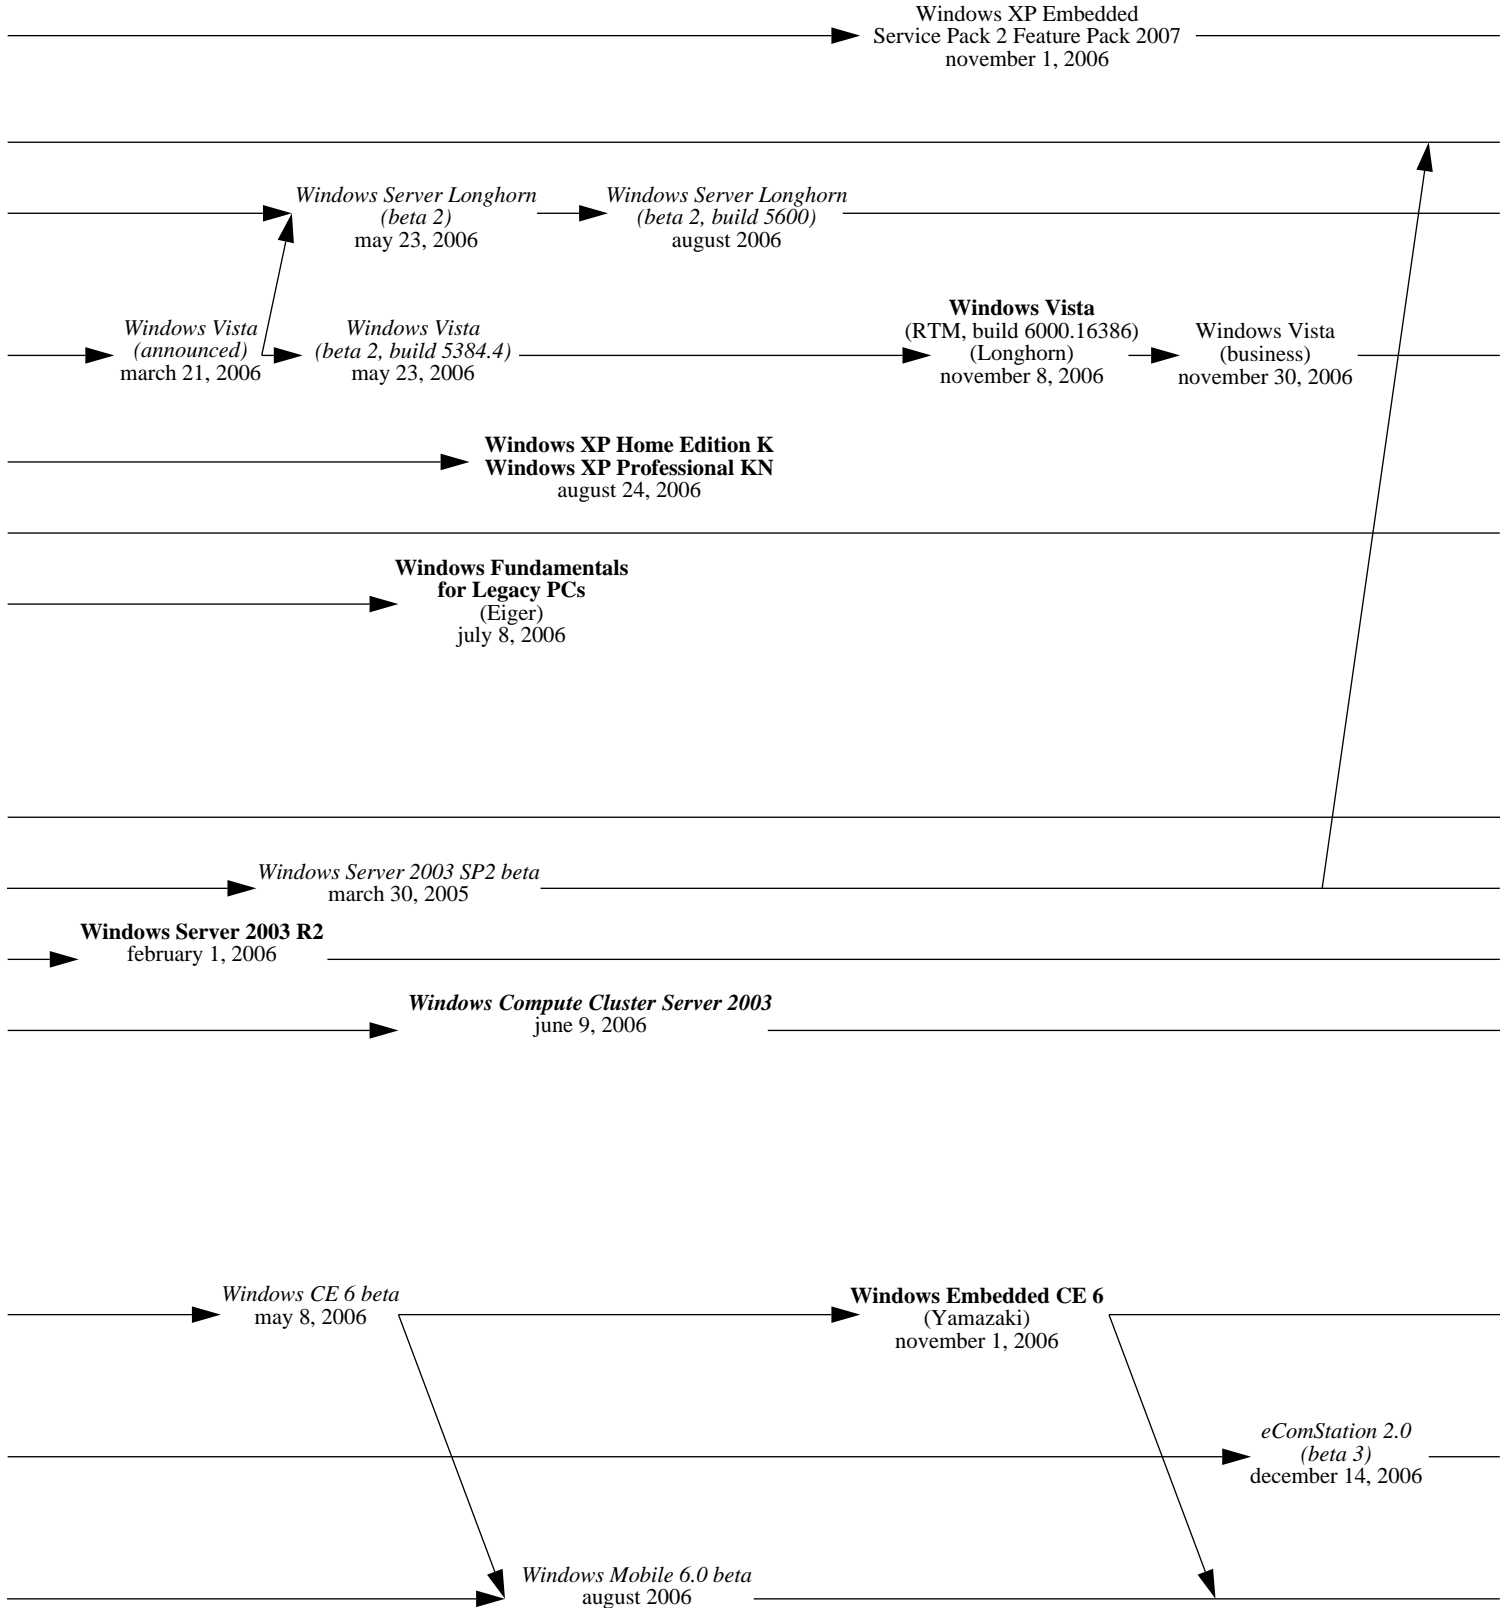 Windows XP Embedded
Service Pack 2 Feature Pack 2007
november 1, 2006
Windows Server Longhorn
(beta 2)
may 23, 2006
Windows Server Longhorn
(beta 2, build 5600)
august 2006
Windows Vista
(announced)
march 21, 2006
Windows Vista
(beta 2, build 5384.4)
may 23, 2006
Windows Vista
(RTM, build 6000.16386)
(Longhorn)
november 8, 2006
Windows Vista
(business)
november 30, 2006
Windows XP Home Edition K
Windows XP Professional KN
august 24, 2006
Windows Fundamentals
for Legacy PCs
(Eiger)
july 8, 2006
Windows Server 2003 SP2 beta
march 30, 2005
Windows Server 2003 R2
february 1, 2006
Windows Compute Cluster Server 2003
june 9, 2006
Windows CE 6 beta
may 8, 2006
Windows Embedded CE 6
(Yamazaki)
november 1, 2006
eComStation 2.0
(beta 3)
december 14, 2006
Windows Mobile 6.0 beta
august 2006